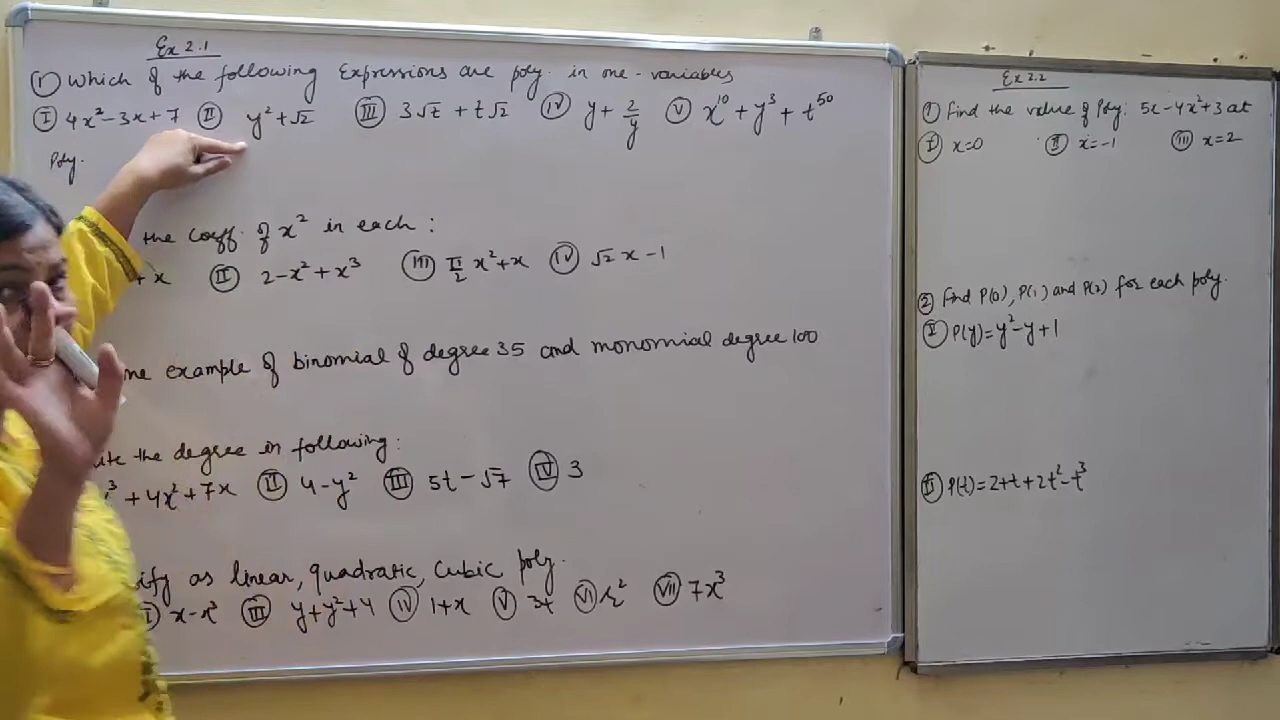 Ex 2.1
① Which of the following Expressions are poly. in one-variables
Ⅰ 4x²-3x+7 Ⅱ y²+√2 Ⅲ 3√t + t√2 Ⅳ y+2/y Ⅴ x¹⁰+y³+t⁵⁰
Poly.
the coeff. of x² in each:
+x Ⅱ 2-x²+x³ Ⅲ π/2 x²+x Ⅳ √2 x-1
example of binomial of degree 35 and monomial degree 100
the degree in following:
³+4x²+7x Ⅱ 4-y² Ⅲ 5t-√7 Ⅳ 3
as linear, quadratic, Cubic poly.
x-x³ Ⅲ y+y²+4 Ⅳ 1+x Ⅴ 3t Ⅵ r² Ⅶ 7x³
Ex 2.2
① Find the value of Poly: 5x-4x²+3 at
Ⅰ x=0 Ⅱ x=-1 Ⅲ x=2
② Find P(0), P(1) and P(2) for each poly.
Ⅰ P(y)=y²-y+1
Ⅱ P(t)=2+t+2t²-t³